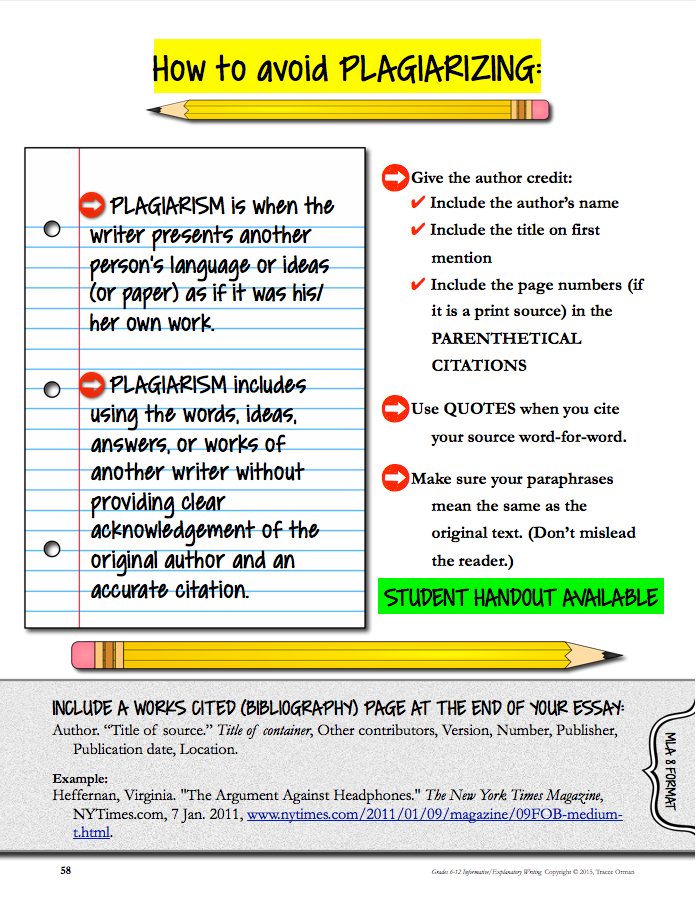 How to avoid PLAGIARIZING:
PLAGIARISM is when the
writer presents another
person's language or ideas
(or paper) as if it was his/
her own work.
PLAGIARISM includes
using the words, ideas,
answers, or works of
another writer without
providing clear
acknowledgement of the
original author and an
accurate citation.
Give the author credit:
✔ Include the author's name
✔ Include the title on first
mention
✔ Include the page numbers (if
it is a print source) in the
PARENTHETICAL
CITATIONS
Use QUOTES when you cite
your source word-for-word.
Make sure your paraphrases
mean the same as the
original text. (Don't mislead
the reader.)
STUDENT HANDOUT AVAILABLE
INCLUDE A WORKS CITED (BIBLIOGRAPHY) PAGE AT THE END OF YOUR ESSAY:
Author. “Title of source.” Title of container, Other contributors, Version, Number, Publisher,
Publication date, Location.
Example:
Heffernan, Virginia. "The Argument Against Headphones." The New York Times Magazine,
NYTimes.com, 7 Jan. 2011, www.nytimes.com/2011/01/09/magazine/09FOB-medium-
t.html.
MLA 8 FORMAT
58
Grades 6-12 Informative/Explanatory Writing Copyright © 2015, Tracee Orman